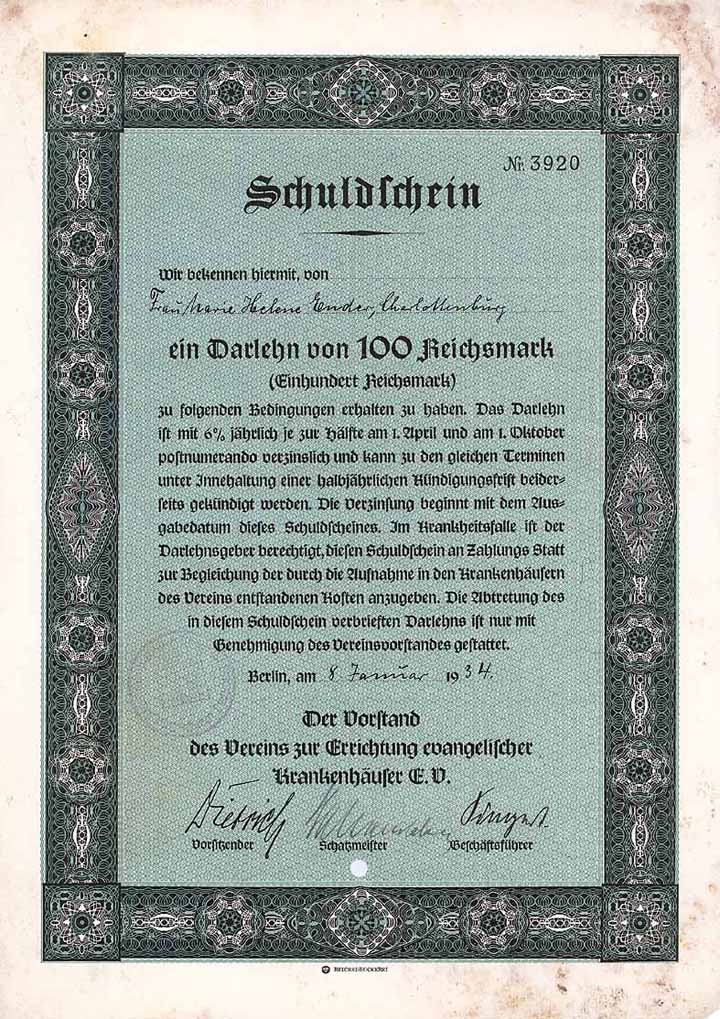 Nr. 3920
Schuldschein
Wir bekennen hiermit, von
Frau Marie Helene Ender, Charlottenburg
ein Darlehn von 100 Reichsmark
(Einhundert Reichsmark)
zu folgenden Bedingungen erhalten zu haben. Das Darlehn
ist mit 6% jährlich je zur Hälfte am 1. April und am 1. Oktober
postnumerando verzinslich und kann zu den gleichen Terminen
unter Innehaltung einer halbjährlichen Kündigungsfrist beider-
seits gekündigt werden. Die Verzinsung beginnt mit dem Aus-
gabedatum dieses Schuldscheines. Im Krankheitsfalle ist der
Darlehnsgeber berechtigt, diesen Schuldschein an Zahlungs Statt
zur Begleichung der durch die Aufnahme in den Krankenhäusern
des Vereins entstandenen Kosten anzugeben. Die Abtretung des
in diesem Schuldschein verbrieften Darlehns ist nur mit
Genehmigung des Vereinsvorstandes gestattet.
Berlin, am 8. Januar 1934.
Der Vorstand
des Vereins zur Errichtung evangelischer
Krankenhäuser E.V.
Dietrich
Vorsitzender Schatzmeister Geschäftsführer